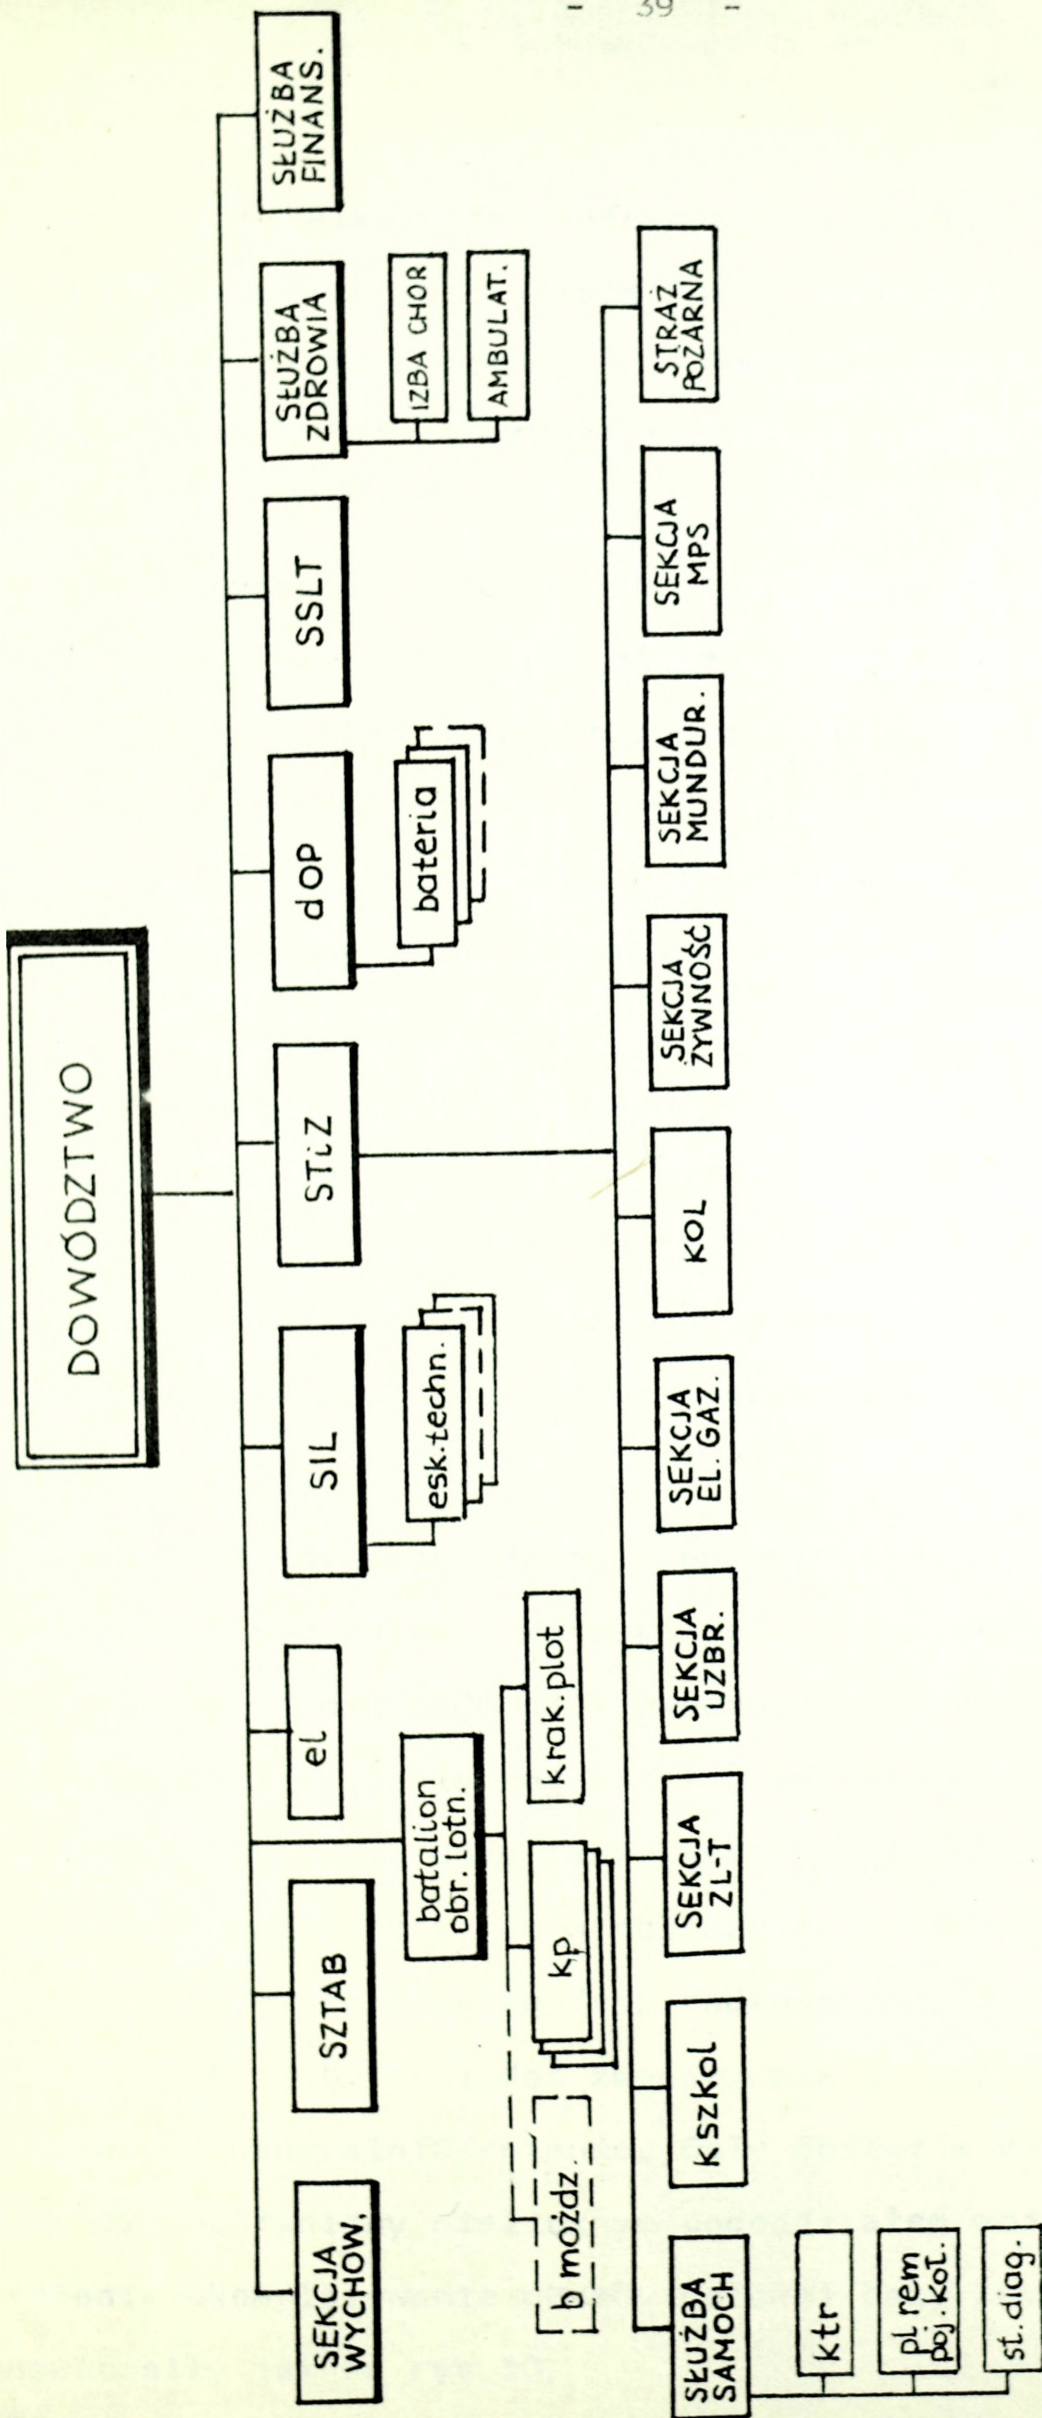 - 39 -
DOWÓDZTWO
SEKCJA
WYCHOW.
SZTAB
el
SIL
STiZ
dOP
SSLT
SŁUŻBA
ZDROWIA
SŁUŻBA
FINANS.
batalion
obr. lotn.
esk.techn.
bateria
IZBA CHOR
AMBULAT.
b moździ.
kp
krak.plot
SŁUŻBA
SAMOCH
kszkol
SEKCJA
ZL-T
SEKCJA
UZBR.
SEKCJA
EL. GAZ.
KOL
SEKCJA
ŻYWNOŚĆ
SEKCJA
MUNDUR.
SEKCJA
MPS
STRAŻ
POŻARNA
ktr
pl rem
poj.koł.
st.diag.